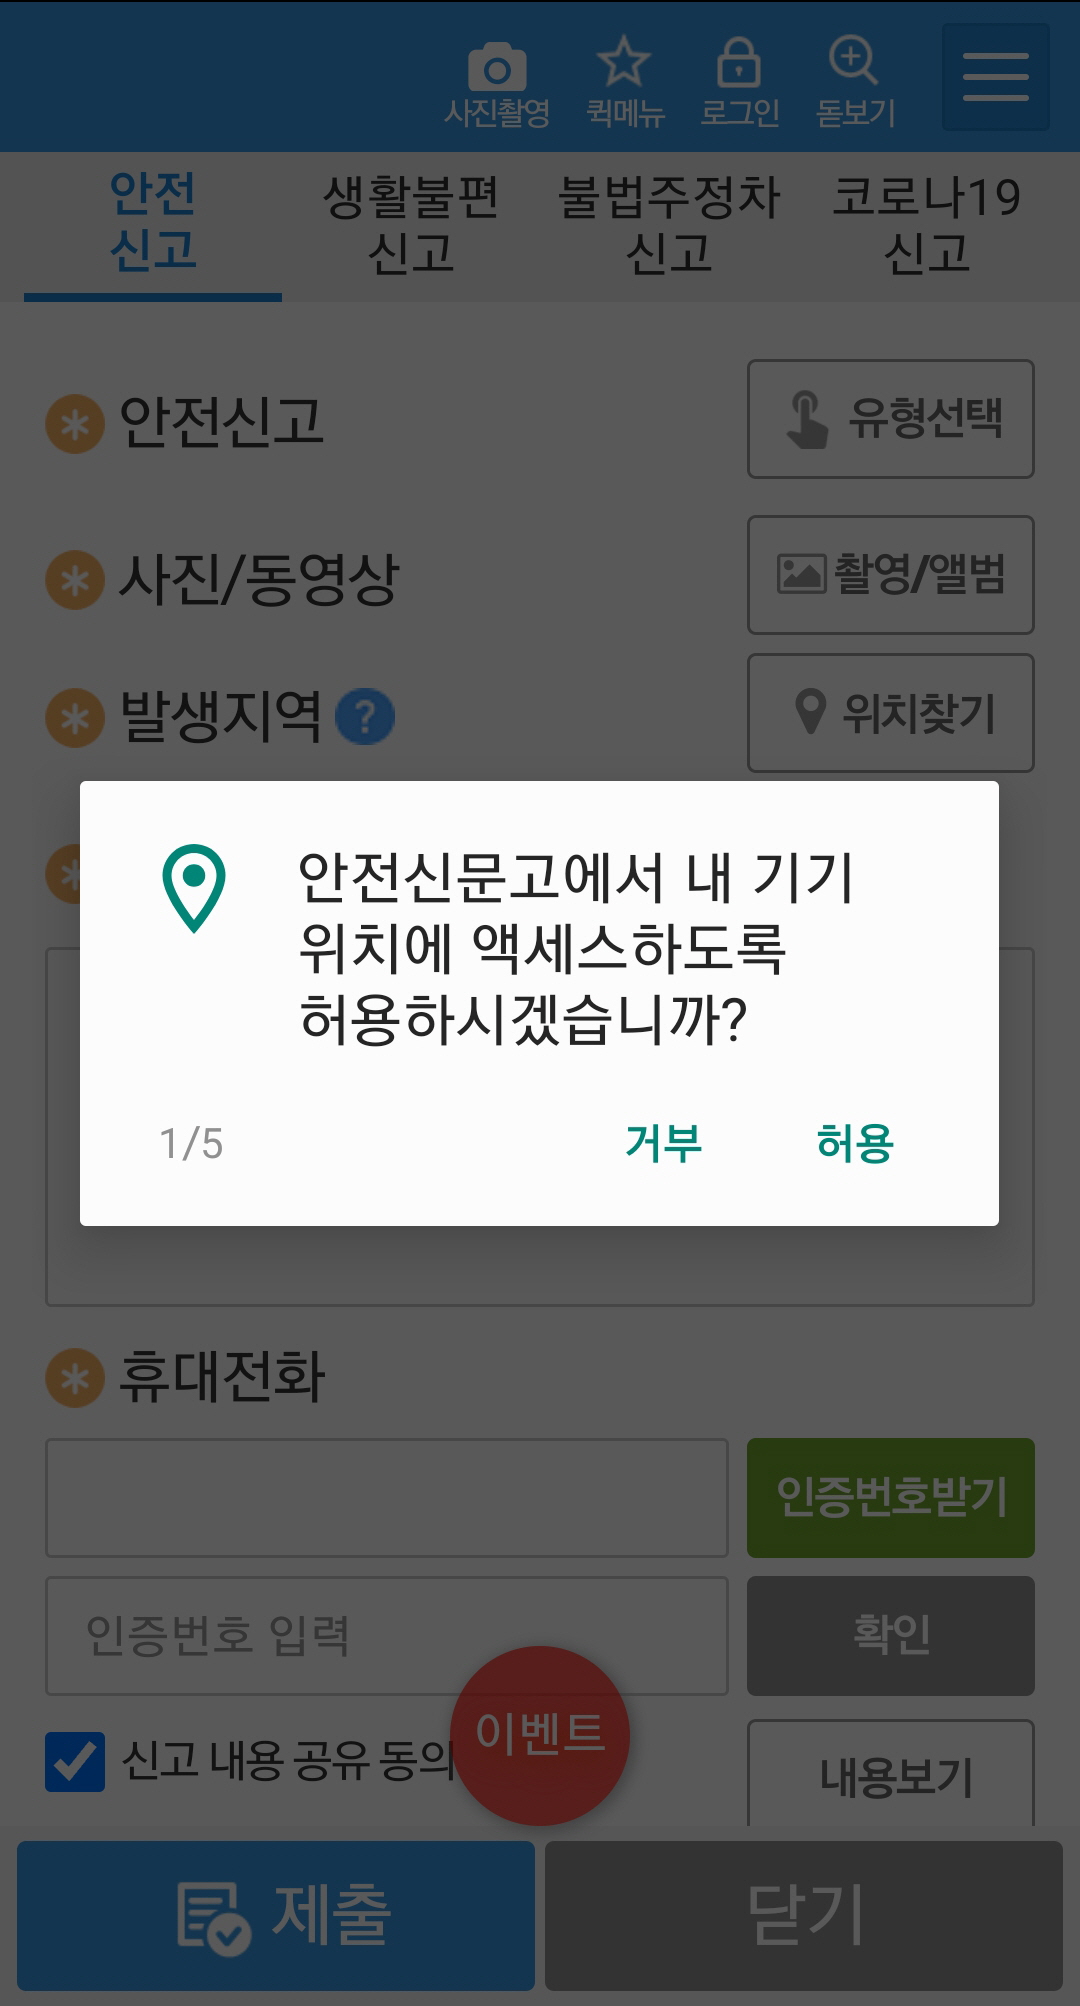 사진촬영 퀵메뉴 로그인 돋보기
안전 신고
생활불편 신고
불법주정차 신고
코로나19 신고
안전신고
유형선택
사진/동영상
촬영/앨범
발생지역 ?
위치찾기
안전신문고에서 내 기기
위치에 액세스하도록
허용하시겠습니까?
1/5
거부
허용
휴대전화
인증번호받기
인증번호 입력
확인
신고 내용 공유 동의
이벤트
내용보기
제출
닫기